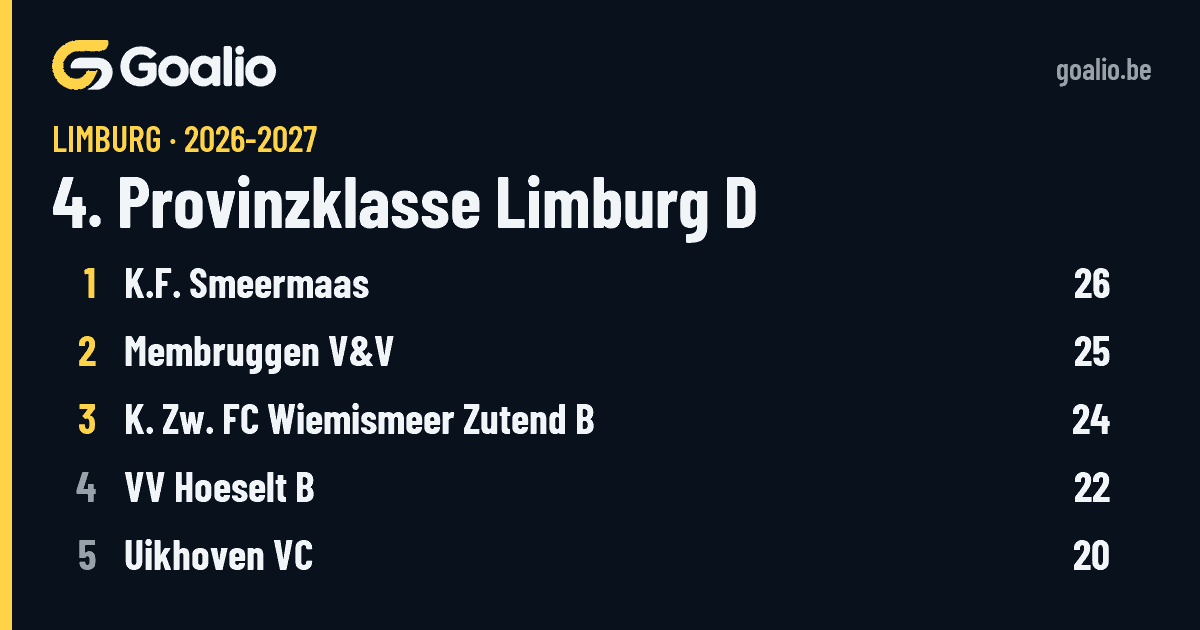 Goalio
goalio.be
LIMBURG · 2026-2027
4. Provinzklasse Limburg D
1 K.F. Smeermaas 26
2 Membruggen V&V 25
3 K. Zw. FC Wiemismeer Zutend B 24
4 VV Hoeselt B 22
5 Uikhoven VC 20